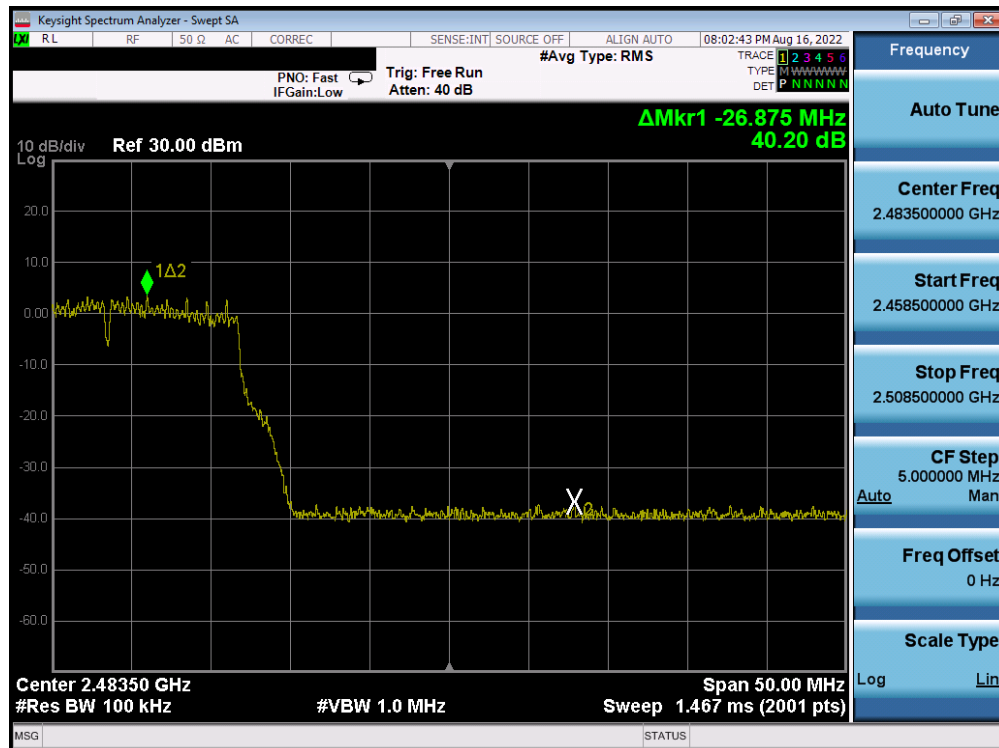 Keysight Spectrum Analyzer - Swept SA
LXI RL RF 50 Ω AC CORREC SENSE:INT SOURCE OFF ALIGN AUTO 08:02:43 PM Aug 16, 2022
#Avg Type: RMS
TRACE 1 2 3 4 5 6
TYPE M WWWWW
DET P N N N N N
PNO: Fast
IFGain:Low
Trig: Free Run
Atten: 40 dB
ΔMkr1 -26.875 MHz
40.20 dB
10 dB/div
Log
Ref 30.00 dBm
20.0
10.0
0.00
-10.0
-20.0
-30.0
-40.0
-50.0
-60.0
1Δ2
X2
Center 2.48350 GHz
Span 50.00 MHz
#Res BW 100 kHz
#VBW 1.0 MHz
Sweep 1.467 ms (2001 pts)
MSG
STATUS
Frequency
Auto Tune
Center Freq
2.483500000 GHz
Start Freq
2.458500000 GHz
Stop Freq
2.508500000 GHz
CF Step
5.000000 MHz
Auto Man
Freq Offset
0 Hz
Scale Type
Log Lin